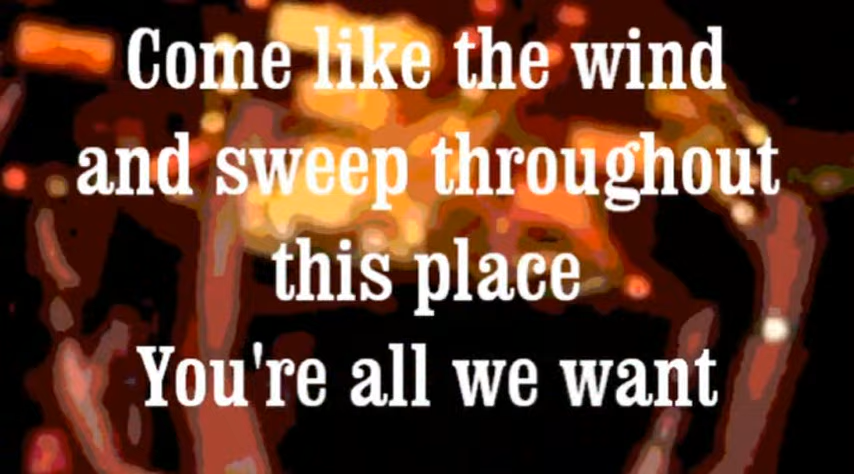 Come like the wind
and sweep throughout
this place
You're all we want